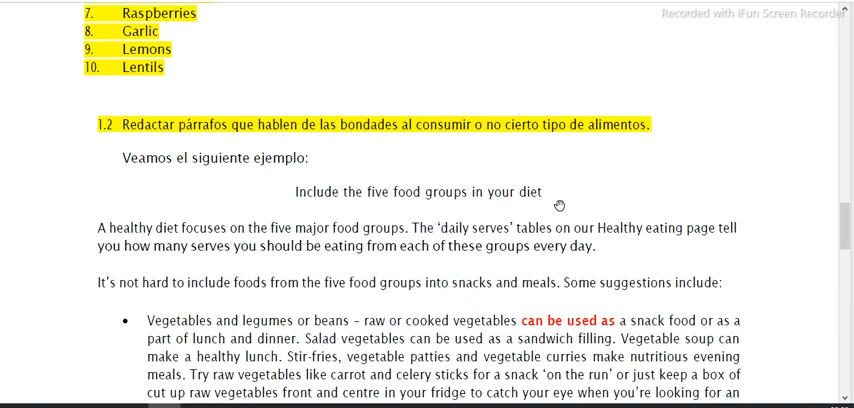 Recorded with iFun Screen Recorder
7. Raspberries
8. Garlic
9. Lemons
10. Lentils
1.2 Redactar párrafos que hablen de las bondades al consumir o no cierto tipo de alimentos.
Veamos el siguiente ejemplo:
Include the five food groups in your diet
A healthy diet focuses on the five major food groups. The ‘daily serves’ tables on our Healthy eating page tell
you how many serves you should be eating from each of these groups every day.
It’s not hard to include foods from the five food groups into snacks and meals. Some suggestions include:
• Vegetables and legumes or beans – raw or cooked vegetables can be used as a snack food or as a
part of lunch and dinner. Salad vegetables can be used as a sandwich filling. Vegetable soup can
make a healthy lunch. Stir-fries, vegetable patties and vegetable curries make nutritious evening
meals. Try raw vegetables like carrot and celery sticks for a snack ‘on the run’ or just keep a box of
cut up raw vegetables front and centre in your fridge to catch your eye when you’re looking for an